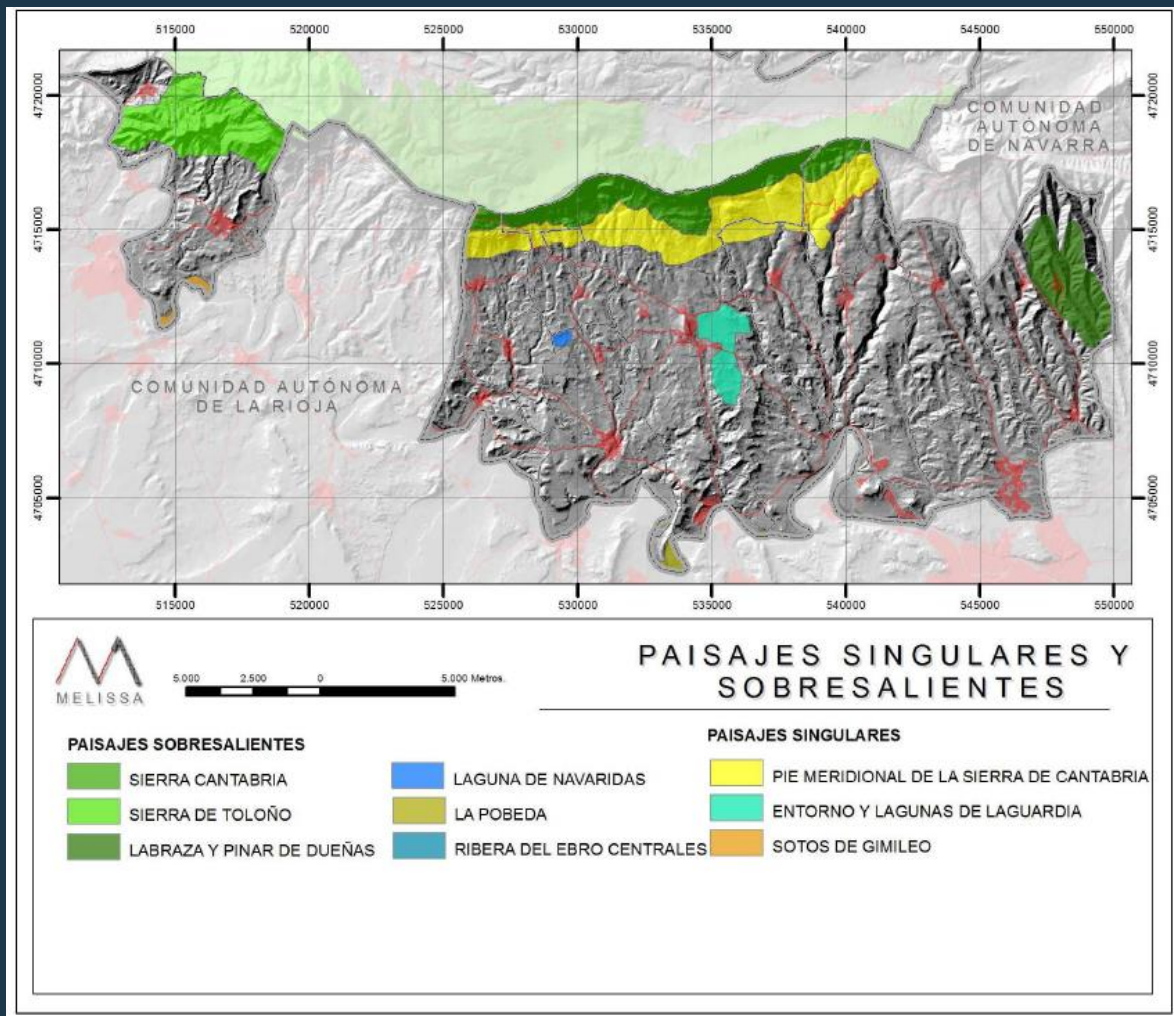 515000 520000 525000 530000 535000 540000 545000 550000
4720000 4720000
COMUNIDAD
AUTÓNOMA
DE NAVARRA
4715000 4715000
4710000 4710000
COMUNIDAD AUTÓNOMA
DE LA RIOJA
4705000 4705000
515000 520000 525000 530000 535000 540000 545000 550000
MELISSA
5.000 2.500 0 5.000 Metros.
PAISAJES SINGULARES Y
SOBRESALIENTES
PAISAJES SOBRESALIENTES
SIERRA CANTABRIA
SIERRA DE TOLOÑO
LABRAZA Y PINAR DE DUEÑAS
LAGUNA DE NAVARIDAS
LA POBEDA
RIBERA DEL EBRO CENTRALES
PAISAJES SINGULARES
PIE MERIDIONAL DE LA SIERRA DE CANTABRIA
ENTORNO Y LAGUNAS DE LAGUARDIA
SOTOS DE GIMILEO